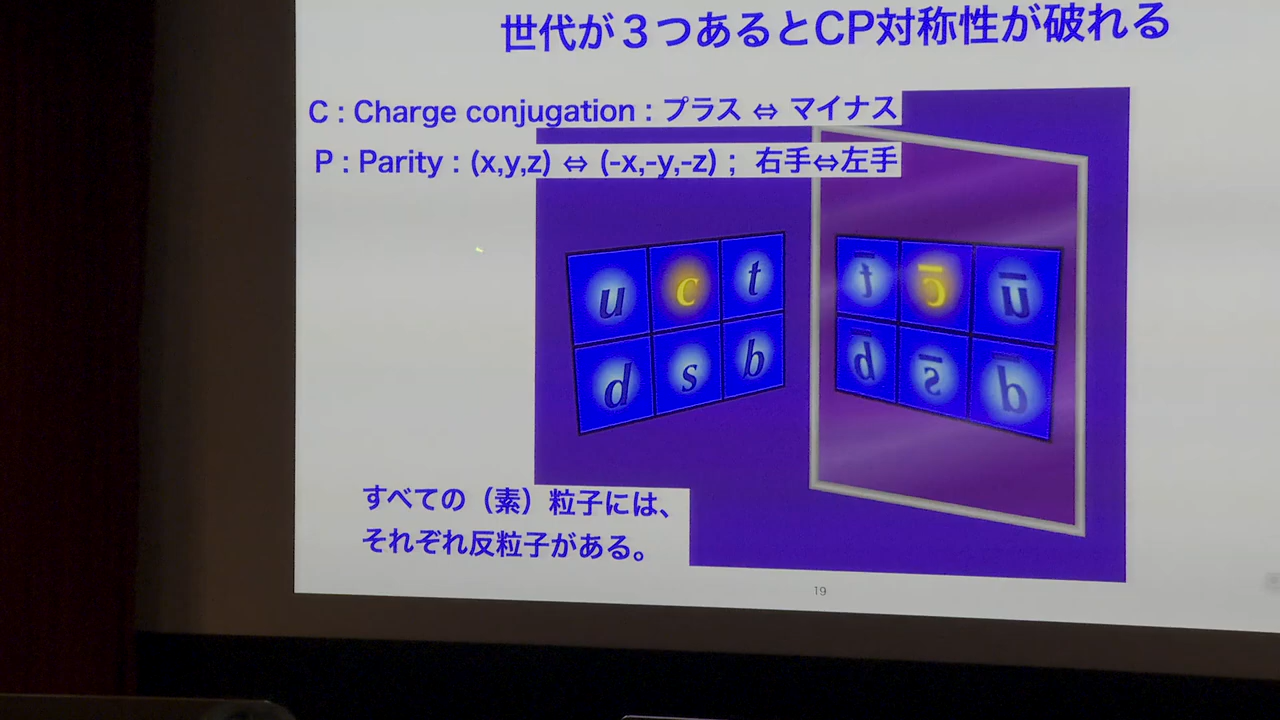 世代が３つあるとCP対称性が破れる
C : Charge conjugation : プラス ⇔ マイナス
P : Parity : (x,y,z) ⇔ (-x,-y,-z) ; 右手⇔左手
u c t
d s b
t̄ c̄ ū
d̄ s̄ b̄
すべての（素）粒子には、
それぞれ反粒子がある。
19